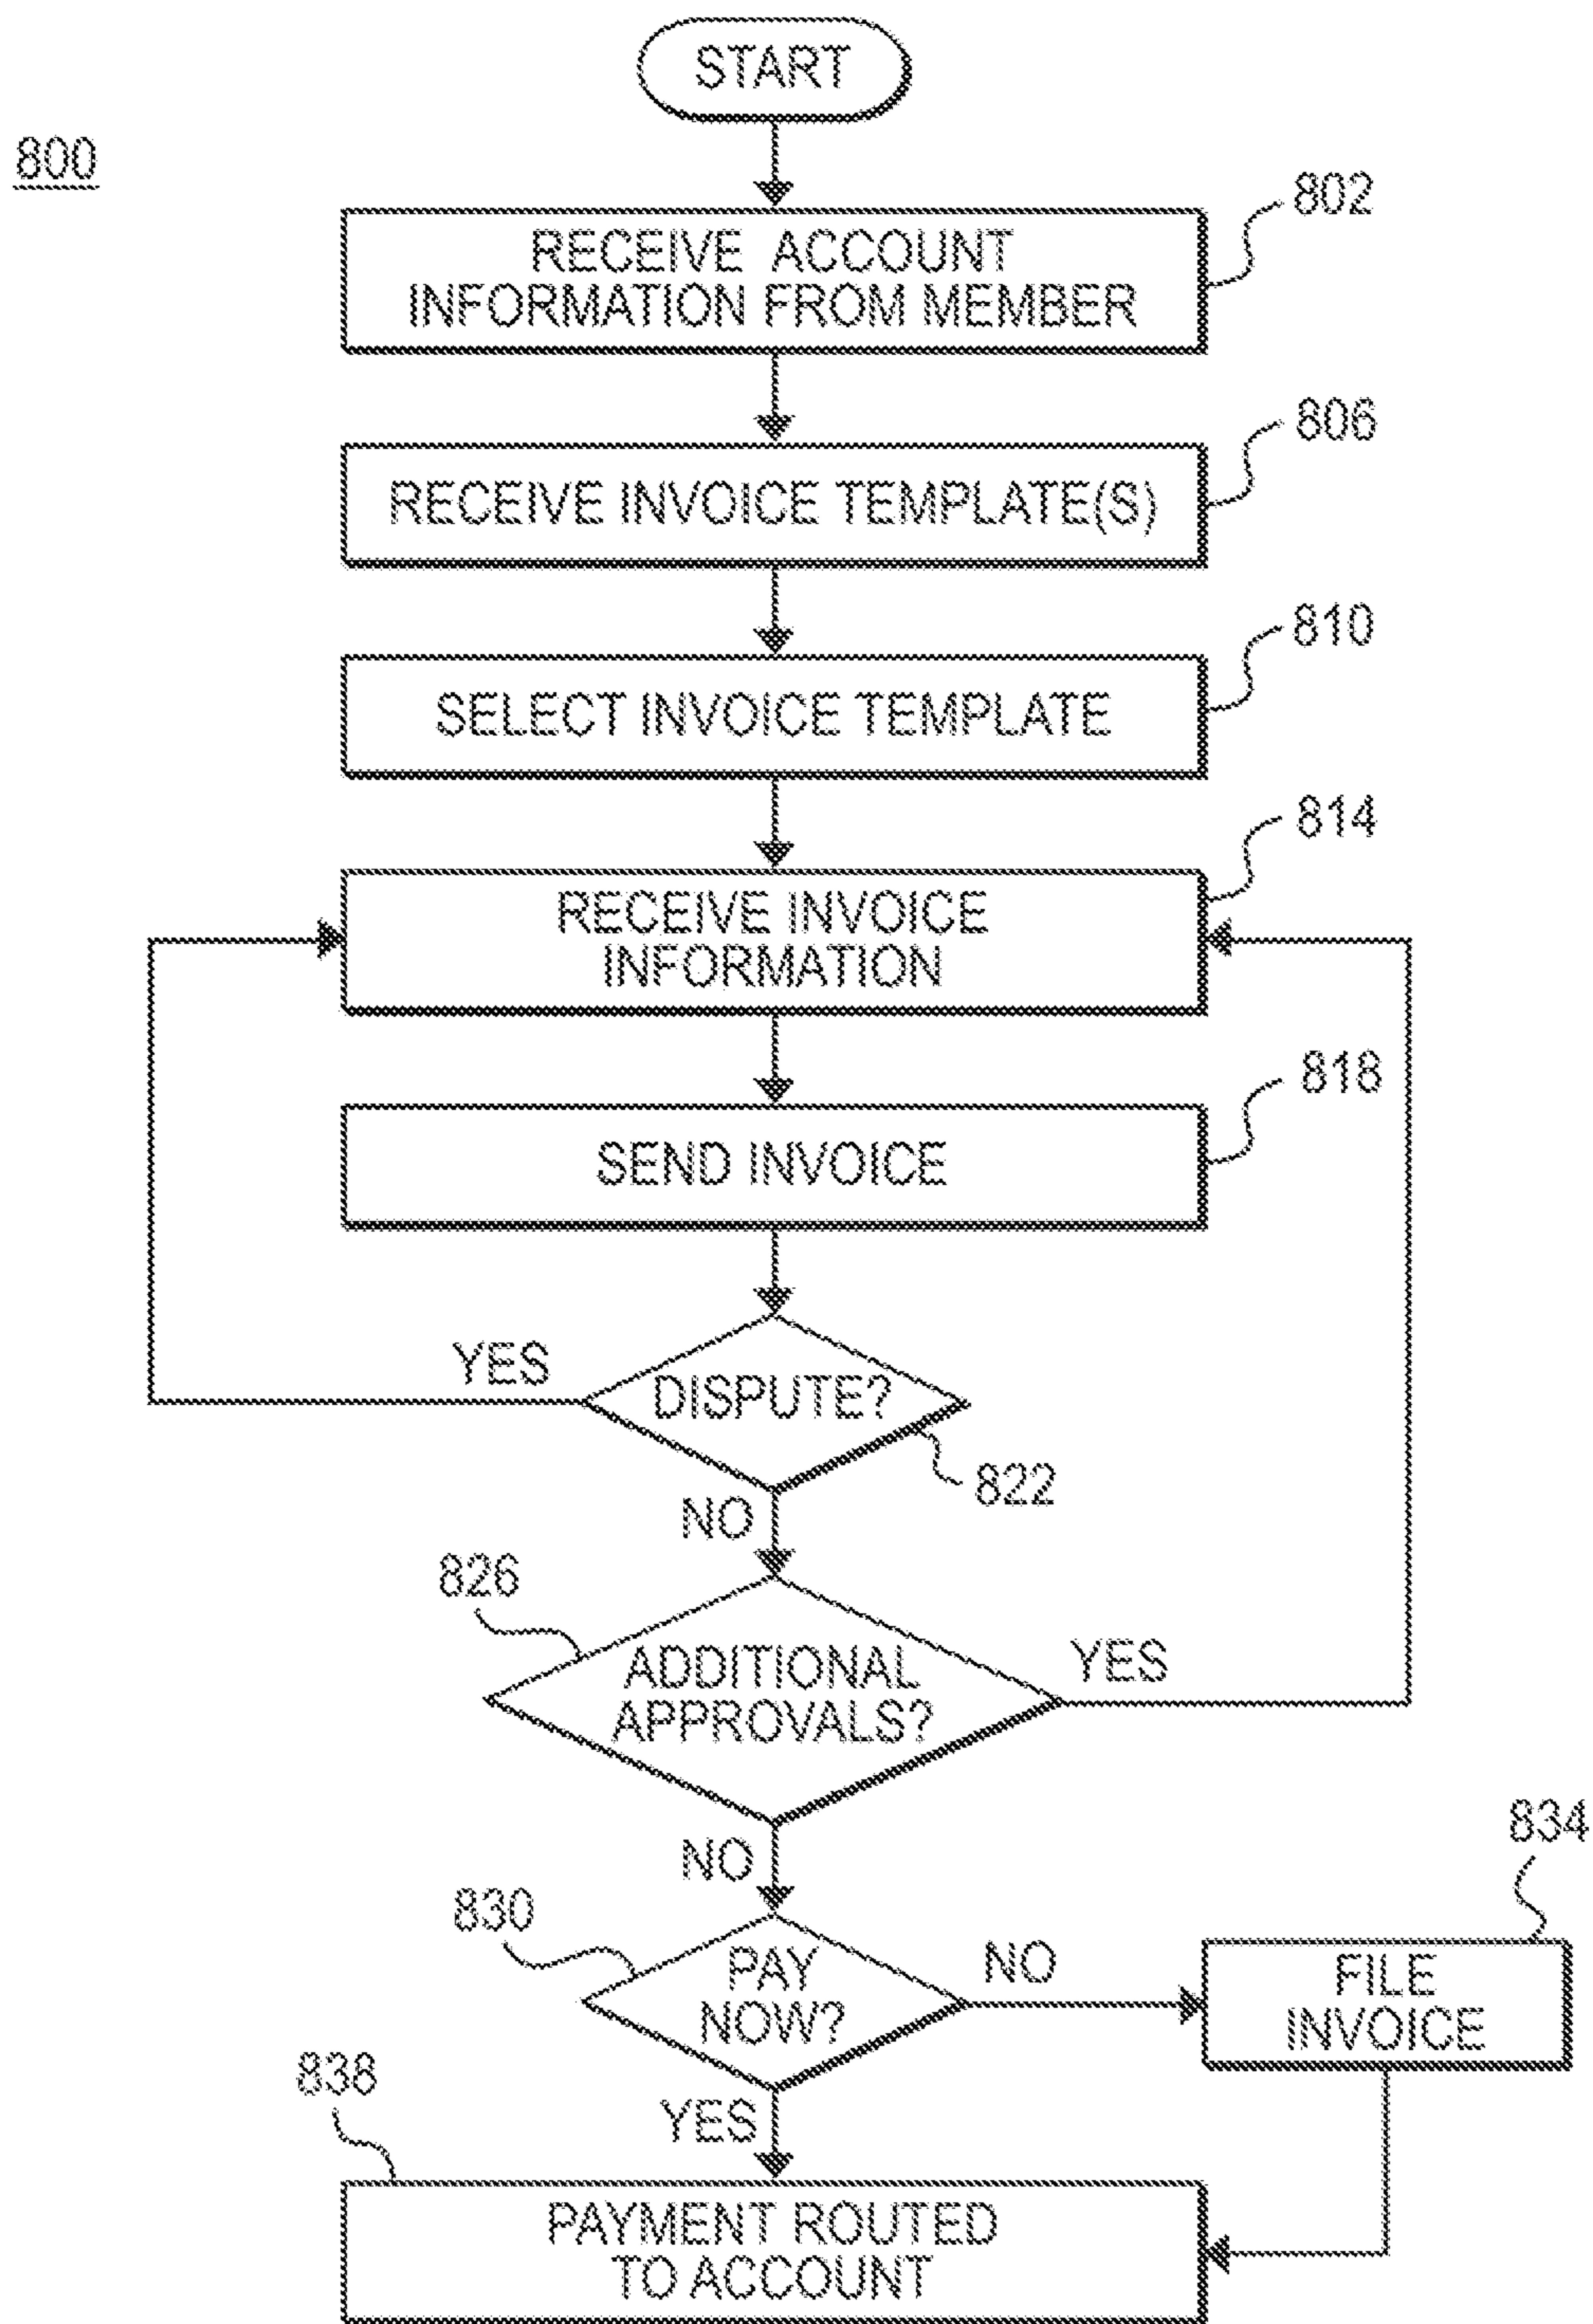 START
800
802
RECEIVE ACCOUNT
INFORMATION FROM MEMBER
806
RECEIVE INVOICE TEMPLATE(S)
810
SELECT INVOICE TEMPLATE
814
RECEIVE INVOICE
INFORMATION
818
SEND INVOICE
YES
DISPUTE?
822
NO
826
ADDITIONAL
APPROVALS?
YES
NO
834
830
PAY
NOW?
NO
FILE
INVOICE
838
YES
PAYMENT ROUTED
TO ACCOUNT